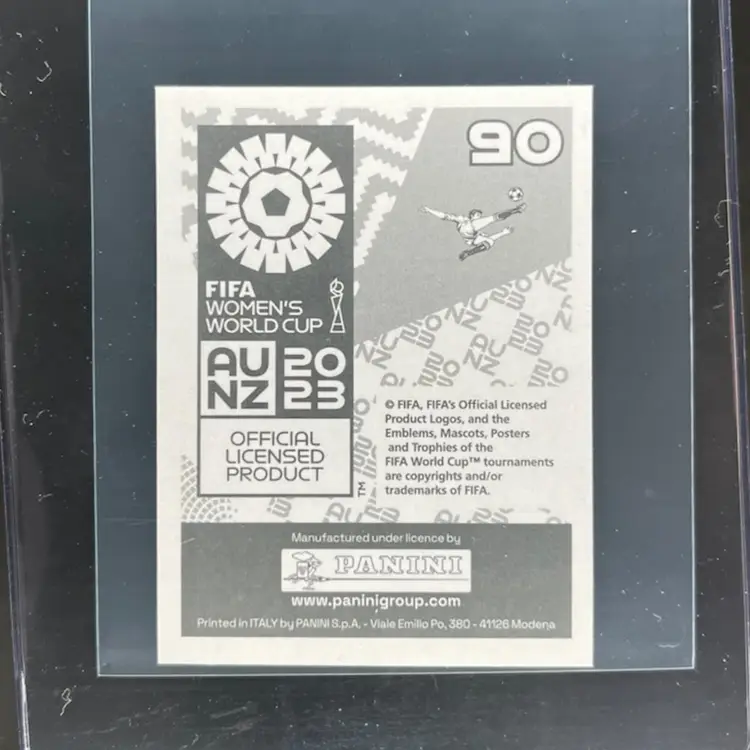 90
FIFA
WOMEN'S
WORLD CUP
AU 20
NZ 23
OFFICIAL
LICENSED
PRODUCT
TM
© FIFA, FIFA's Official Licensed
Product Logos, and the
Emblems, Mascots, Posters
and Trophies of the
FIFA World Cup™ tournaments
are copyrights and/or
trademarks of FIFA.
Manufactured under licence by
PANINI
www.paninigroup.com
Printed in ITALY by PANINI S.p.A. - Viale Emilio Po, 380 - 41126 Modena